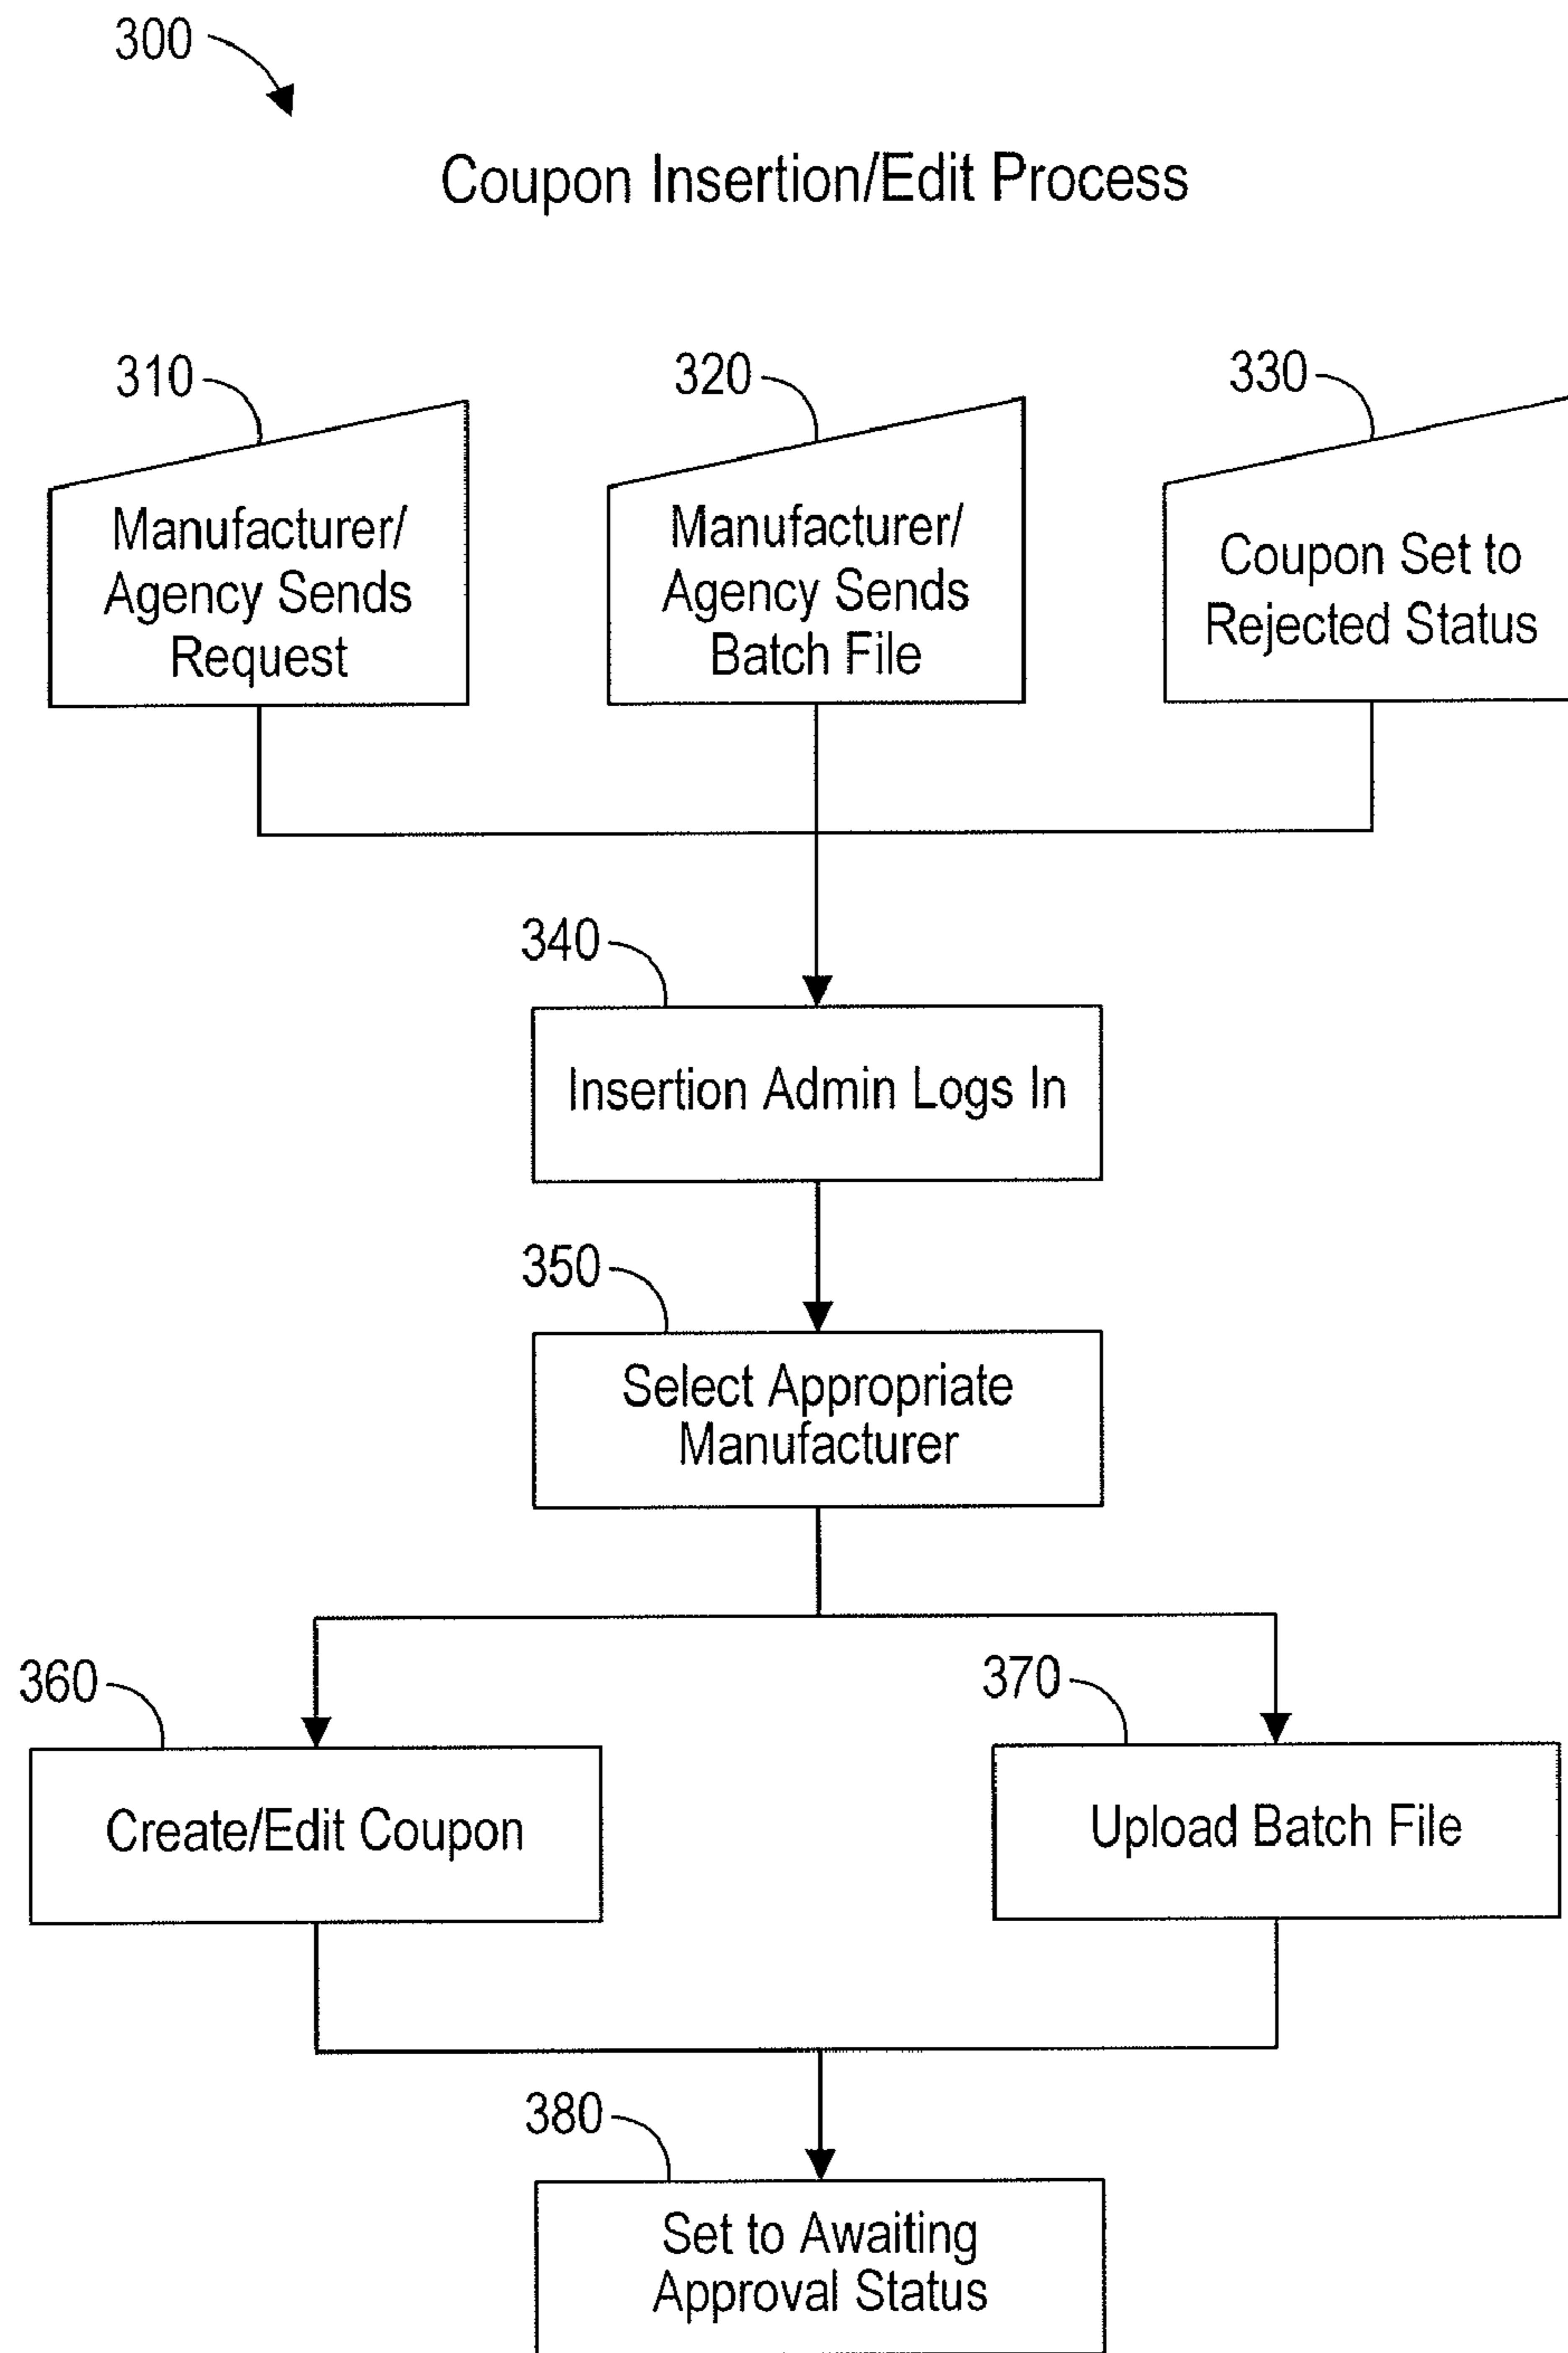 300
Coupon Insertion/Edit Process
310
Manufacturer/
Agency Sends
Request
320
Manufacturer/
Agency Sends
Batch File
330
Coupon Set to
Rejected Status
340
Insertion Admin Logs In
350
Select Appropriate
Manufacturer
360
Create/Edit Coupon
370
Upload Batch File
380
Set to Awaiting
Approval Status